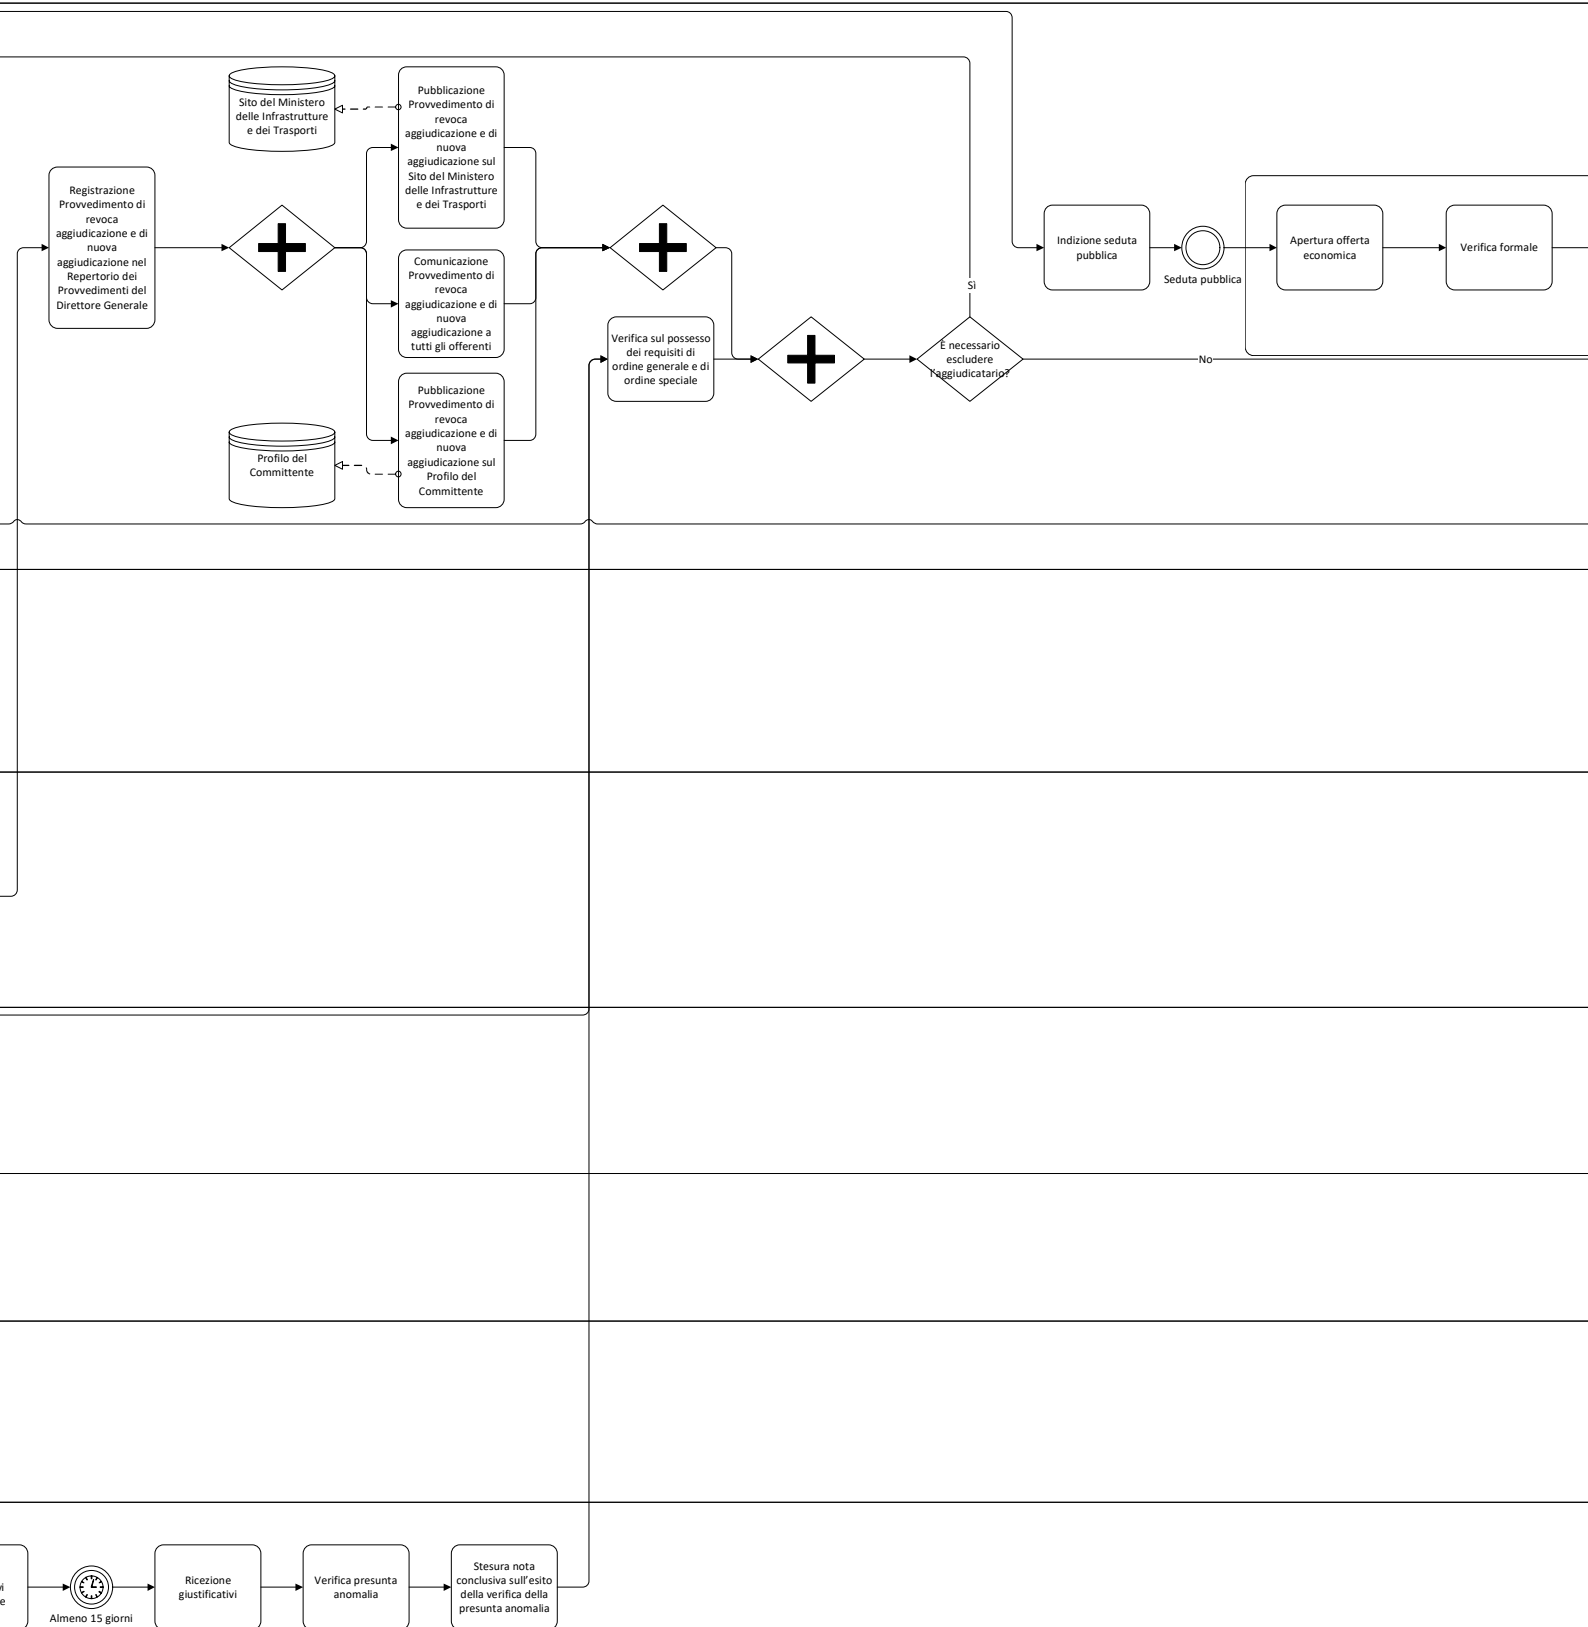 Sito del Ministero
delle Infrastrutture
e dei Trasporti
Pubblicazione
Provvedimento di
revoca
aggiudicazione e di
nuova
aggiudicazione sul
Sito del Ministero
delle Infrastrutture
e dei Trasporti
Registrazione
Provvedimento di
revoca
aggiudicazione e di
nuova
aggiudicazione nel
Repertorio dei
Provvedimenti del
Direttore Generale
Comunicazione
Provvedimento di
revoca
aggiudicazione e di
nuova
aggiudicazione a
tutti gli offerenti
Pubblicazione
Provvedimento di
revoca
aggiudicazione e di
nuova
aggiudicazione sul
Profilo del
Committente
Profilo del
Committente
Verifica sul possesso
dei requisiti di
ordine generale e di
ordine speciale
Sì
È necessario
escludere
l'aggiudicatario?
No
Indizione seduta
pubblica
Seduta pubblica
Apertura offerta
economica
Verifica formale
Almeno 15 giorni
Ricezione
giustificativi
Verifica presunta
anomalia
Stesura nota
conclusiva sull'esito
della verifica della
presunta anomalia